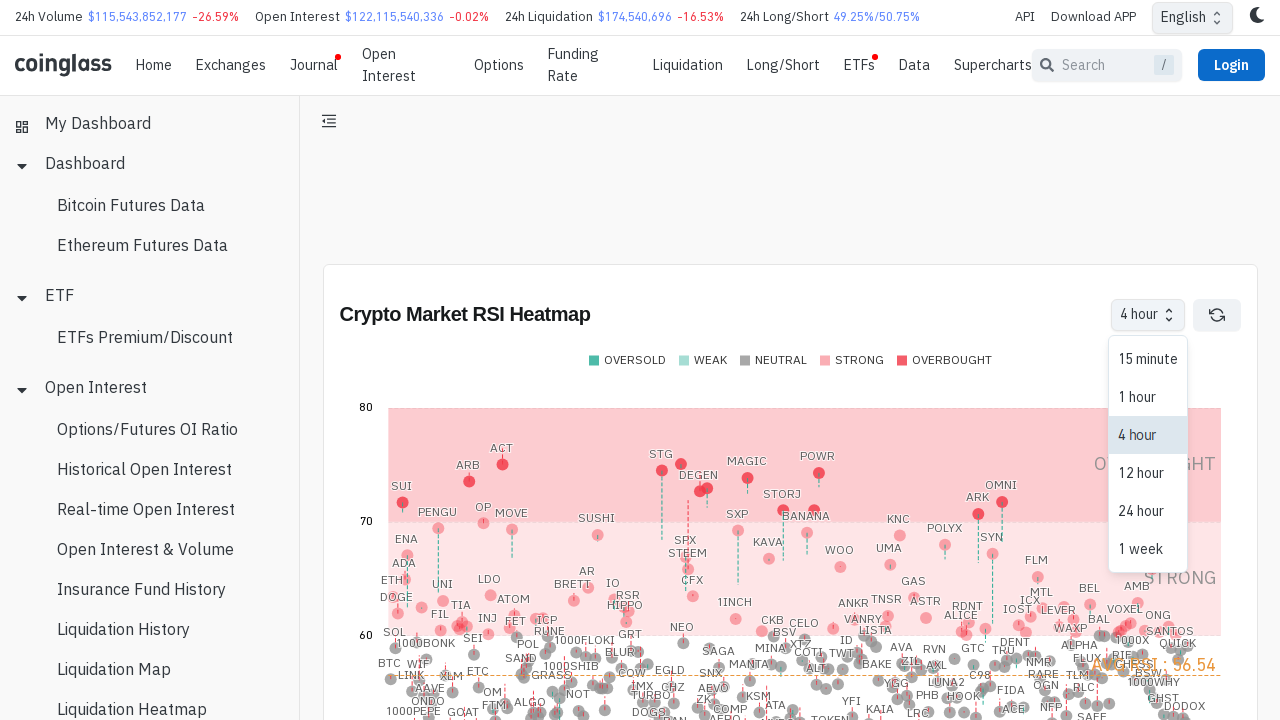 24h Volume $115,543,852,177 -26.59% Open Interest $122,115,540,336 -0.02% 24h Liquidation $174,540,696 -16.53% 24h Long/Short 49.25%/50.75% API Download APP English
coinglass Home Exchanges Journal Open Interest Options Funding Rate Liquidation Long/Short ETFs Data Supercharts Search / Login
My Dashboard
Dashboard
Bitcoin Futures Data
Ethereum Futures Data
ETF
ETFs Premium/Discount
Open Interest
Options/Futures OI Ratio
Historical Open Interest
Real-time Open Interest
Open Interest & Volume
Insurance Fund History
Liquidation History
Liquidation Map
Liquidation Heatmap
Crypto Market RSI Heatmap
4 hour
15 minute
1 hour
4 hour
12 hour
24 hour
1 week
OVERSOLD WEAK NEUTRAL STRONG OVERBOUGHT
80
ACT STG MAGIC POWR
ARB DEGEN
SUI STORJ ARK OMNI
PENGU OP MOVE SUSHI SXP BANANA KNC POLYX
70
ENA SPX KAVA WOO UMA SYN
ADA STEEM FLM
ETH UNI LDO BRETT AR IO CFX GAS BEL AMB
DOGE TIA ATOM RSR HIPPO 1INCH ANKR TNSR ASTR RDNT ICX MTL
FIL INJ FET ICP CKB CELO VANRY ALICE IOST LEVER VOXEL ONG
60
SOL 1000BONK SEI RUNE GRT NEO BSV LISTA WAXP BAL SANTOS
POL 1000FLOKI BLUR SAGA MINA XTZ ID AVA RVN GTC DENT ALPHA 1000X QUICK
BTC WIF SAND 1000SHIB MANTA COTI TWT BAKE ZIL AXL TRU NMR FLUX
AVG RSI : 56.54
LINK XLM ETC GRASS COW EGLD SNX ALT C98 RARE TLM BSW
AAVE OM NOT IMX CHZ AEVO YGG LUNA2 FIDA OGN RLC 1000WHY
ONDO FTM ALGO TURBO ZK KSM YFI PHB HOOK NFP GHST
1000PEPE GOAT DOGS COMP ATA KAIA LRC ACE DODOX
TOKEN SAFE
STRONG